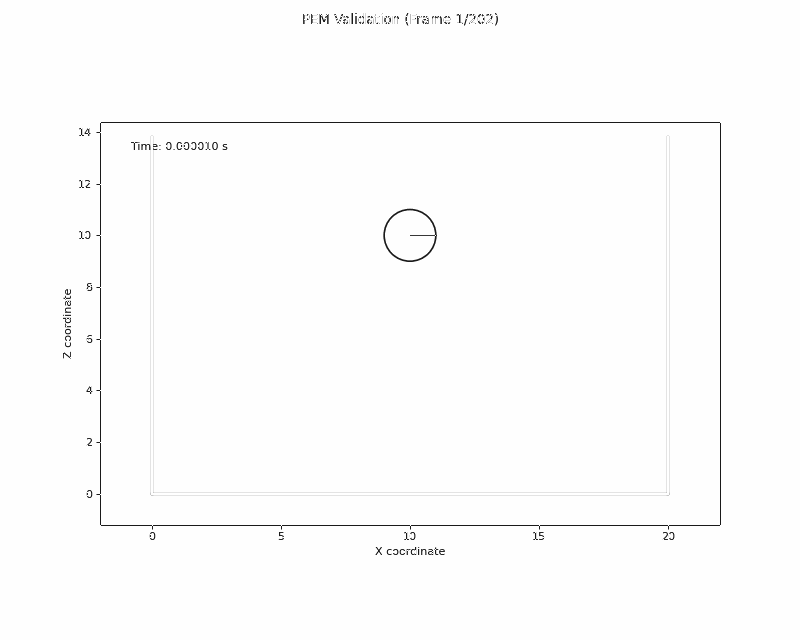 PEM Validation (Frame 1/202)
14
Time: 0.000010 s
12
10
8
6
4
2
0
Z coordinate
0 5 10 15 20
X coordinate